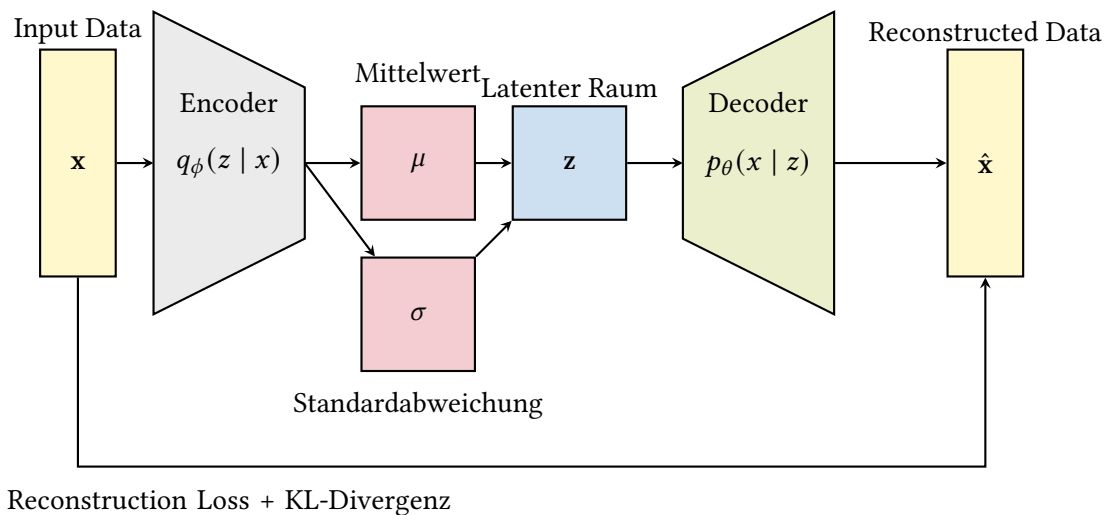 Input Data
Reconstructed Data
Mittelwert
Latenter Raum
Encoder
Decoder
x
q_ϕ(z | x)
μ
z
p_θ(x | z)
x̂
σ
Standardabweichung
Reconstruction Loss + KL-Divergenz